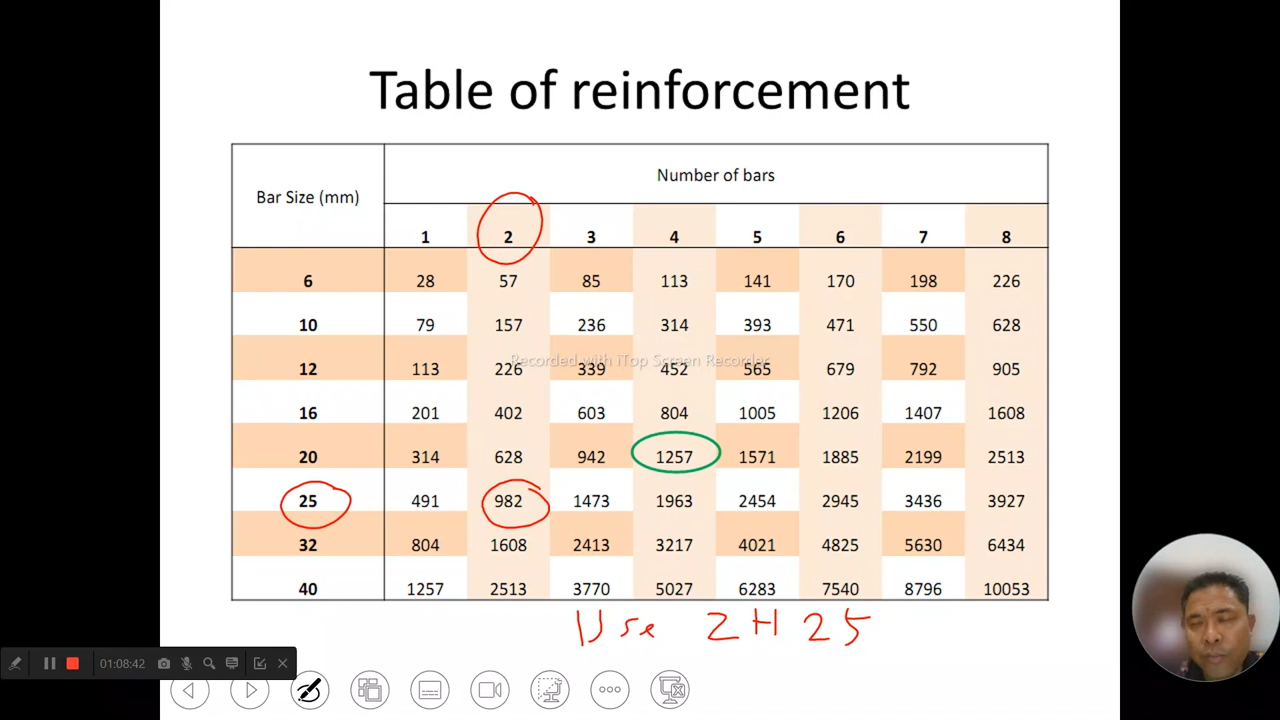 Table of reinforcement
Bar Size (mm) Number of bars
1 2 3 4 5 6 7 8
6 28 57 85 113 141 170 198 226
10 79 157 236 314 393 471 550 628
Recorded with iTop Screen Recorder
12 113 226 339 452 565 679 792 905
16 201 402 603 804 1005 1206 1407 1608
20 314 628 942 1257 1571 1885 2199 2513
25 491 982 1473 1963 2454 2945 3436 3927
32 804 1608 2413 3217 4021 4825 5630 6434
40 1257 2513 3770 5027 6283 7540 8796 10053
Use 2H25
01:08:42